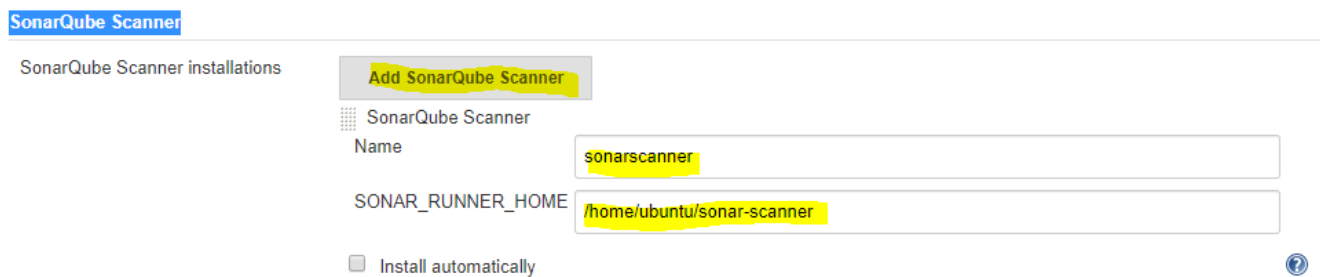 SonarQube Scanner
SonarQube Scanner installations
Add SonarQube Scanner
SonarQube Scanner
Name
sonarscanner
SONAR_RUNNER_HOME
/home/ubuntu/sonar-scanner
Install automatically
?